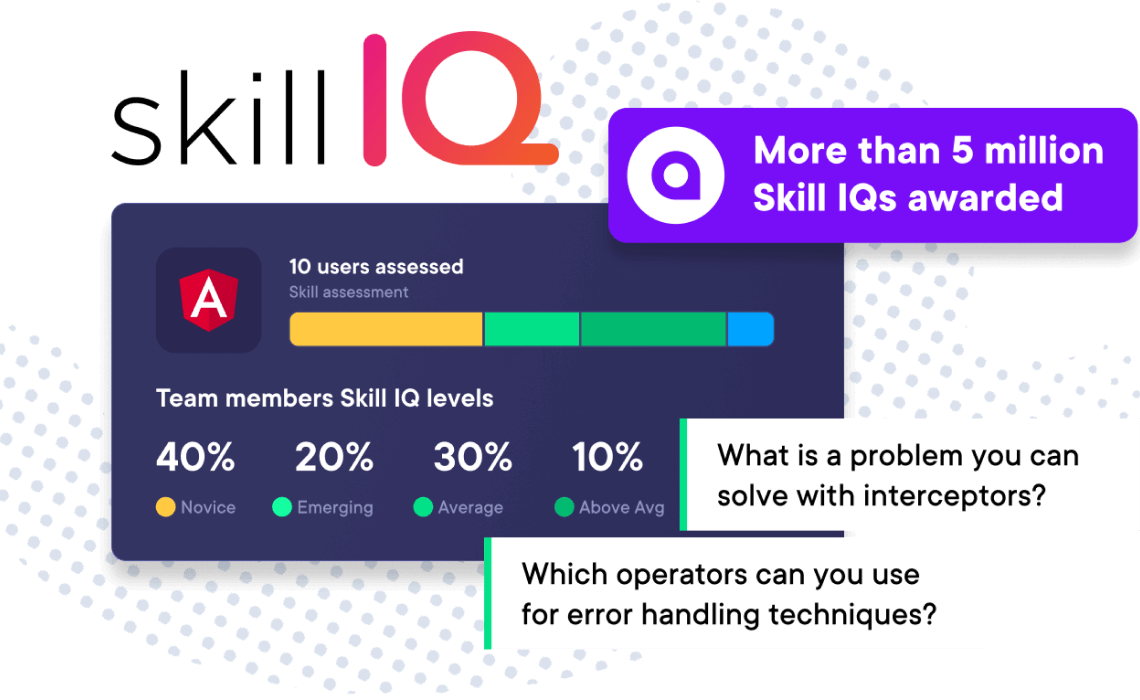 skill IQ
More than 5 million
Skill IQs awarded
10 users assessed
Skill assessment
Team members Skill IQ levels
40% 20% 30% 10%
Novice Emerging Average Above Avg
What is a problem you can
solve with interceptors?
Which operators can you use
for error handling techniques?